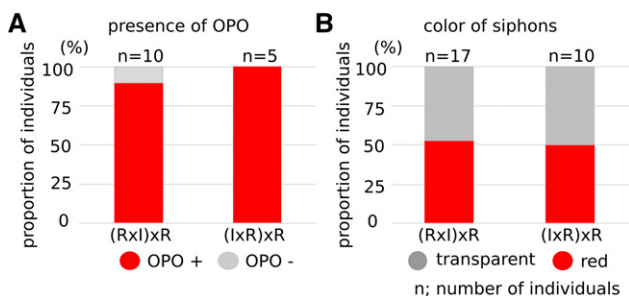 A presence of OPO
(%) n=10 n=5
proportion of individuals
100
75
50
25
0
(RxI)xR (IxR)xR
OPO + OPO -
B color of siphons
(%) n=17 n=10
proportion of individuals
100
75
50
25
0
(RxI)xR (IxR)xR
transparent red
n; number of individuals